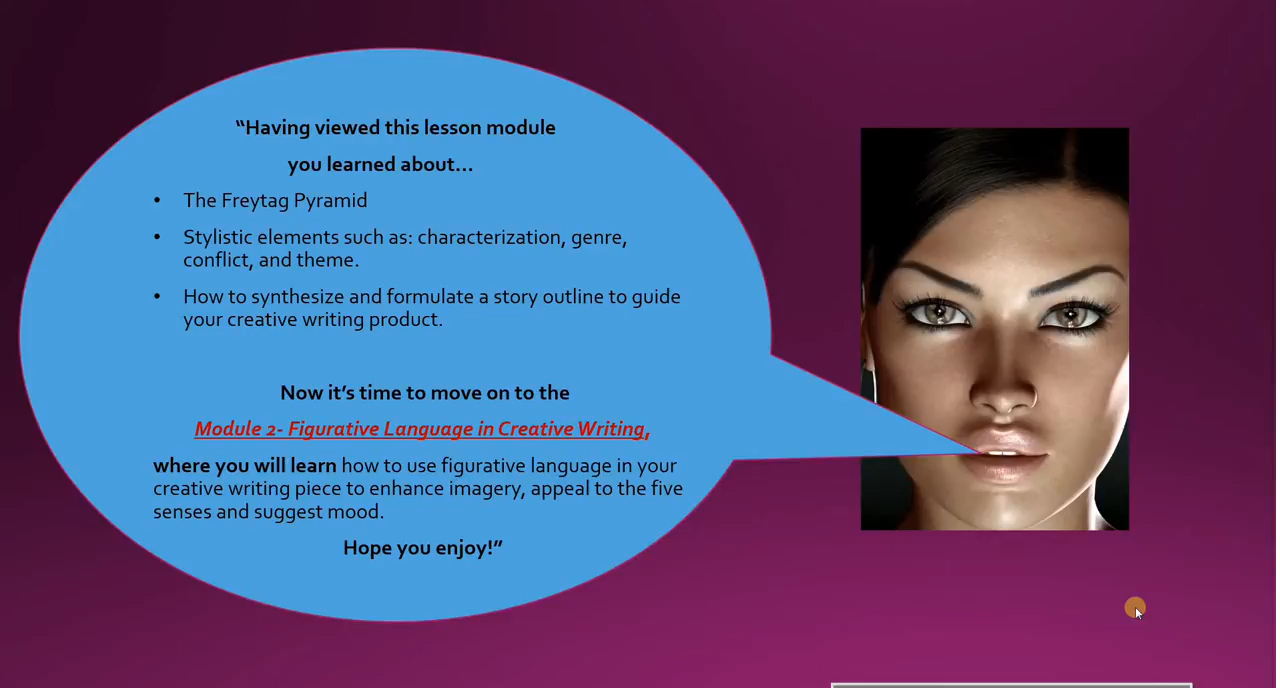 “Having viewed this lesson module
you learned about...
• The Freytag Pyramid
• Stylistic elements such as: characterization, genre,
conflict, and theme.
• How to synthesize and formulate a story outline to guide
your creative writing product.
Now it’s time to move on to the
Module 2- Figurative Language in Creative Writing,
where you will learn how to use figurative language in your
creative writing piece to enhance imagery, appeal to the five
senses and suggest mood.
Hope you enjoy!”